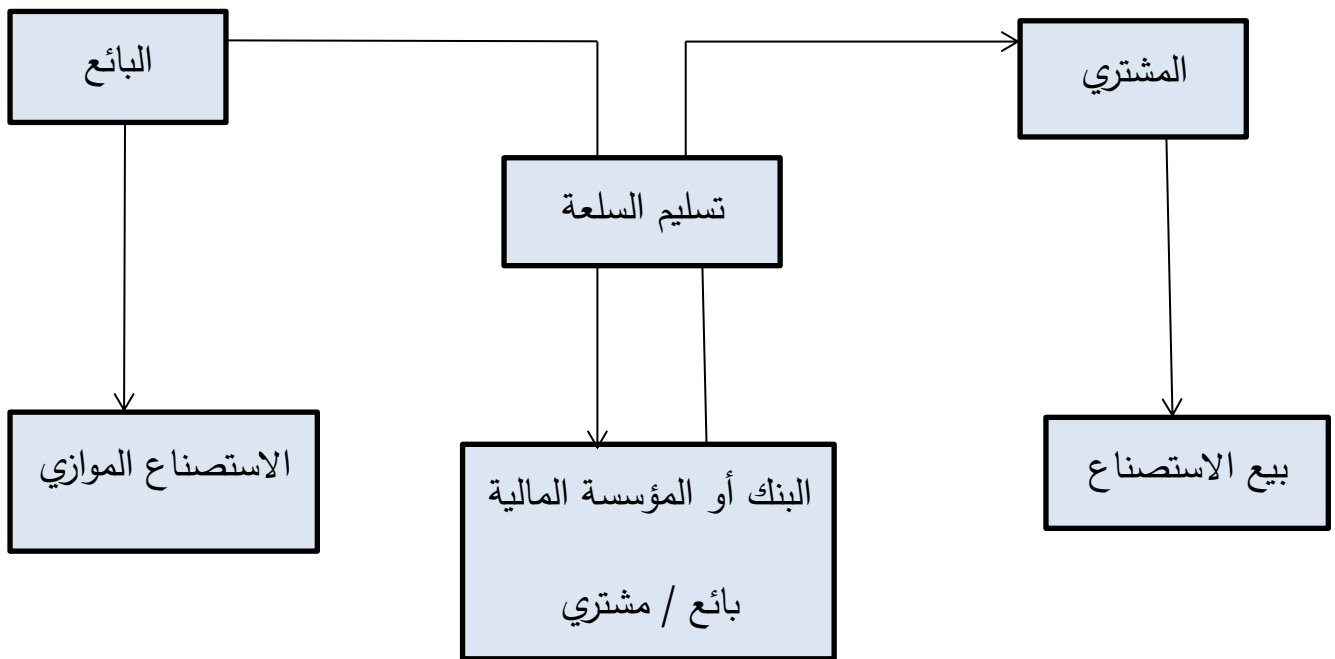 المشتري
البائع
تسليم السلعة
بيع الاستصناع
البنك أو المؤسسة المالية
بائع / مشتري
الاستصناع الموازي